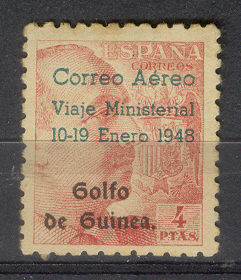 ESPAÑA
CORREOS
Correo Aéreo
Viaje Ministerial
10-19 Enero 1948
Golfo
de Guinea.
4
PTAS